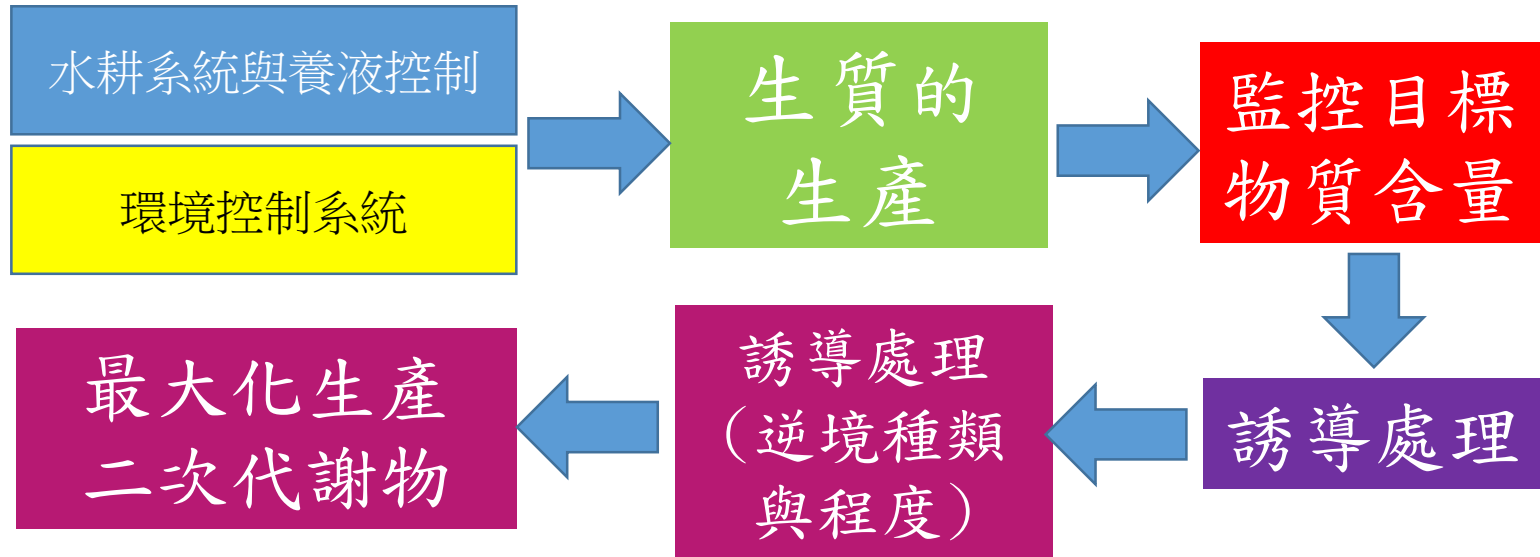 水耕系統與養液控制
環境控制系統
生質的
生產
監控目標
物質含量
誘導處理
誘導處理
（逆境種類
與程度）
最大化生產
二次代謝物